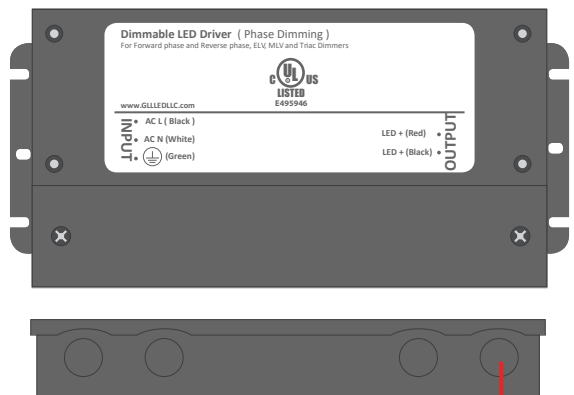 Dimmable LED Driver ( Phase Dimming )
For Forward phase and Reverse phase, ELV, MLV and Triac Dimmers
c UL US
LISTED
E495946
www.GLLLEDLLC.com
INPUT
• AC L ( Black )
• AC N (White)
• (Green)
LED + (Red) •
LED + (Black) •
OUTPUT